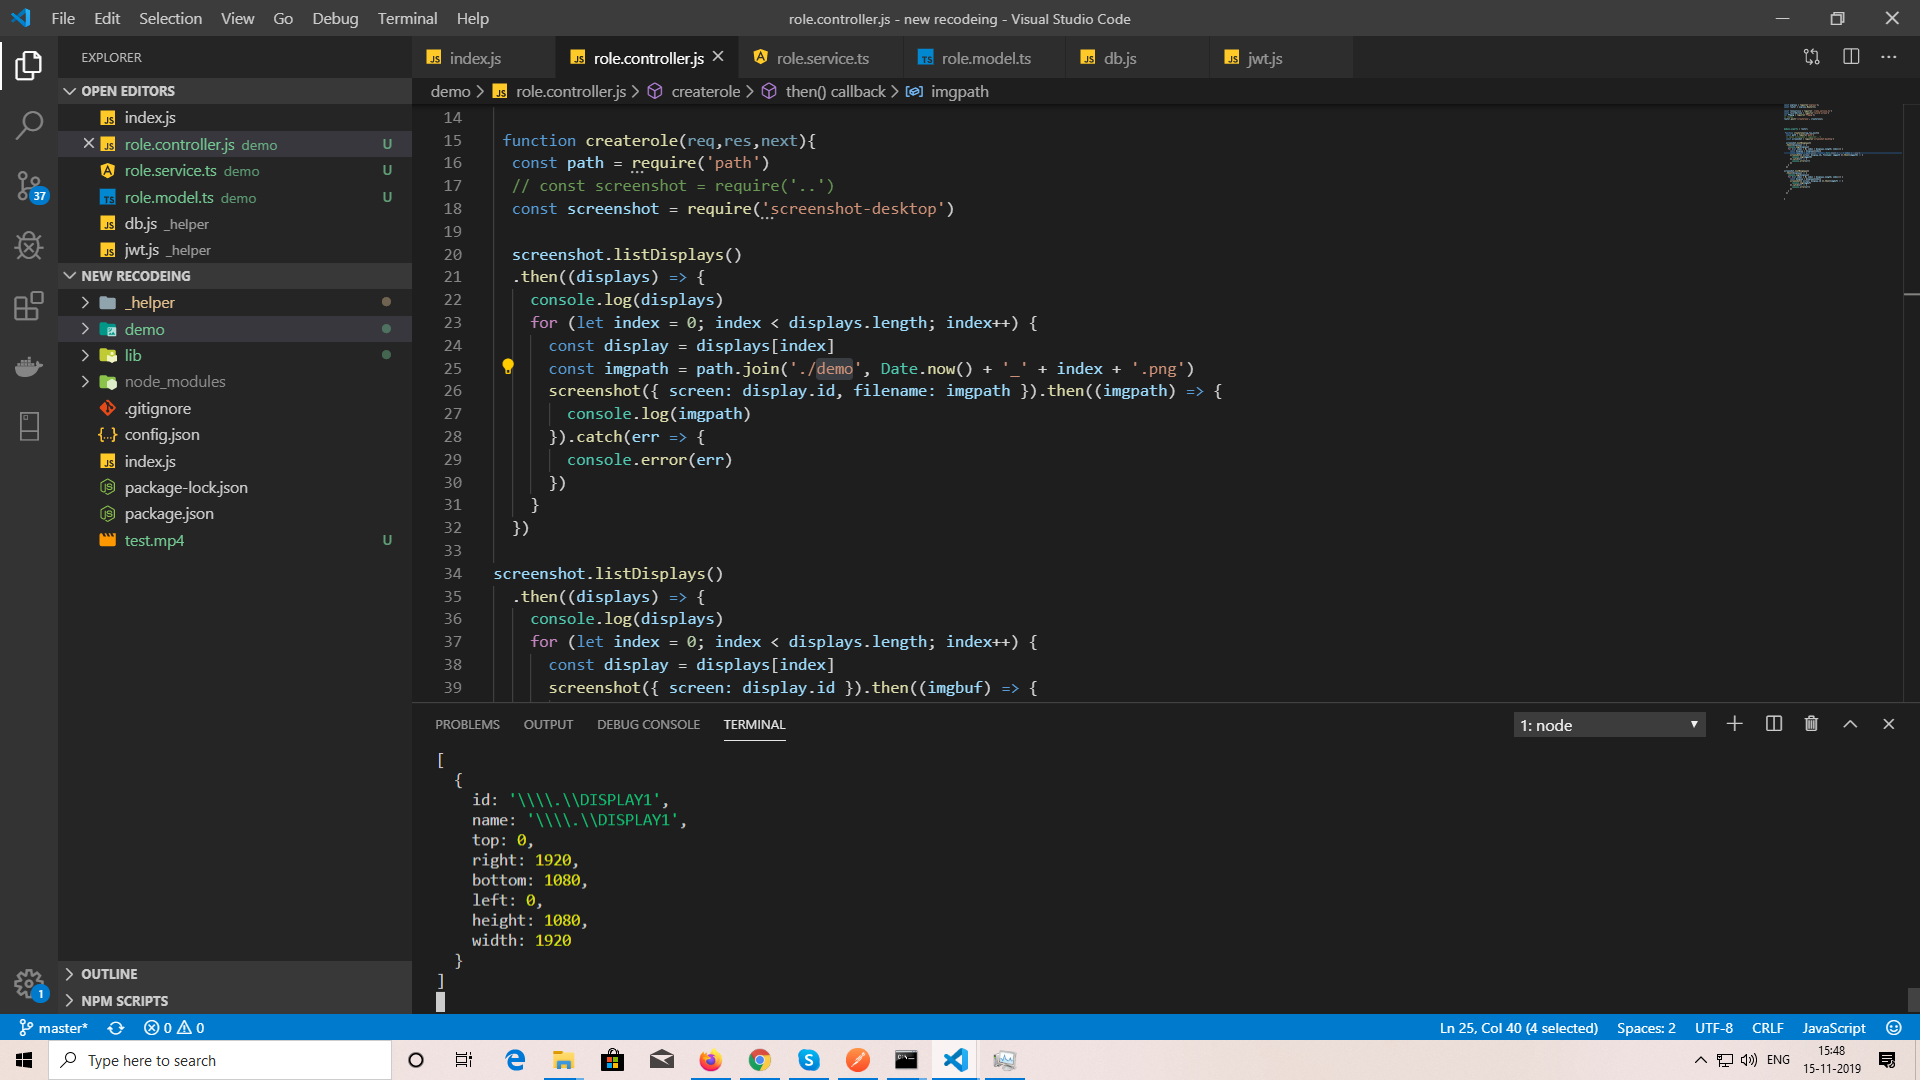 File Edit Selection View Go Debug Terminal Help
role.controller.js - new recodeing - Visual Studio Code
EXPLORER
OPEN EDITORS
index.js
role.controller.js demo U
role.service.ts demo
role.model.ts demo U
db.js _helper
jwt.js _helper
NEW RECODEING
_helper
demo
lib
node_modules
.gitignore
config.json
index.js
package-lock.json
package.json
test.mp4 U
OUTLINE
NPM SCRIPTS
37
1
index.js role.controller.js role.service.ts role.model.ts db.js jwt.js
demo > role.controller.js > createrole > then() callback > imgpath
14
15 function createrole(req,res,next){
16 const path = require('path')
17 // const screenshot = require('..')
18 const screenshot = require('screenshot-desktop')
19
20 screenshot.listDisplays()
21 .then((displays) => {
22 console.log(displays)
23 for (let index = 0; index < displays.length; index++) {
24 const display = displays[index]
25 const imgpath = path.join('./demo', Date.now() + '_' + index + '.png')
26 screenshot({ screen: display.id, filename: imgpath }).then((imgpath) => {
27 console.log(imgpath)
28 }).catch(err => {
29 console.error(err)
30 })
31 }
32 })
33
34 screenshot.listDisplays()
35 .then((displays) => {
36 console.log(displays)
37 for (let index = 0; index < displays.length; index++) {
38 const display = displays[index]
39 screenshot({ screen: display.id }).then((imgbuf) => {
PROBLEMS OUTPUT DEBUG CONSOLE TERMINAL
1: node
[
{
id: '\\\\.\\DISPLAY1',
name: '\\\\.\\DISPLAY1',
top: 0,
right: 1920,
bottom: 1080,
left: 0,
height: 1080,
width: 1920
}
]
master* 0 0
Ln 25, Col 40 (4 selected) Spaces: 2 UTF-8 CRLF JavaScript
Type here to search
ENG
15:48
15-11-2019